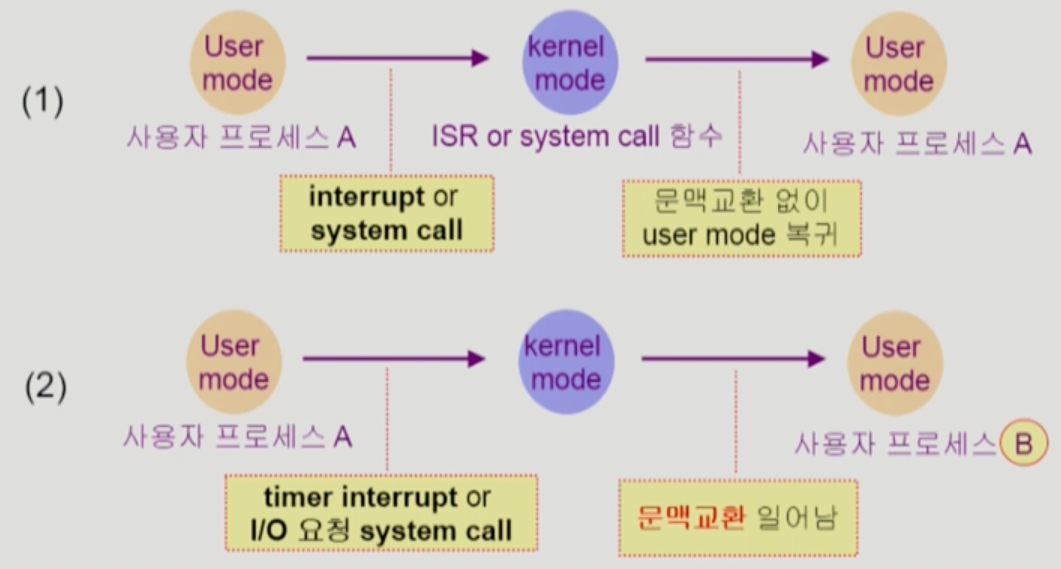 (1)
User mode
kernel mode
User mode
사용자 프로세스 A
ISR or system call 함수
사용자 프로세스 A
interrupt or
system call
문맥교환 없이
user mode 복귀
(2)
User mode
kernel mode
User mode
사용자 프로세스 A
사용자 프로세스 B
timer interrupt or
I/O 요청 system call
문맥교환 일어남